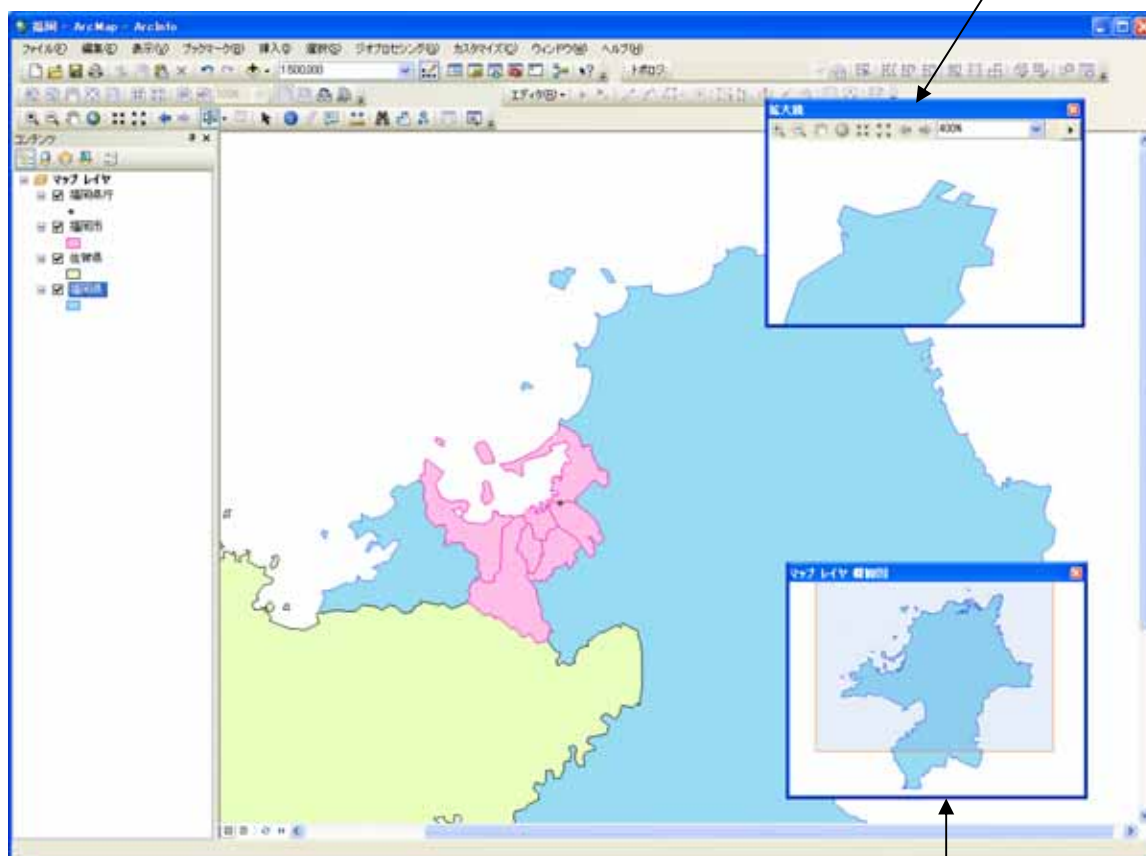 福岡 - ArcMap - ArcInfo
ファイル(F) 編集(E) 表示(V) ブックマーク(B) 挿入(I) 選択(S) ジオプロセシング(G) カスタマイズ(C) ウィンドウ(W) ヘルプ(H)
1:500,000
トポロジ
100%
エディタ(R)
コンテンツ
マップ レイヤ
福岡県庁
福岡市
佐賀県
福岡県
拡大鏡
400%
マップ レイヤ 概観図